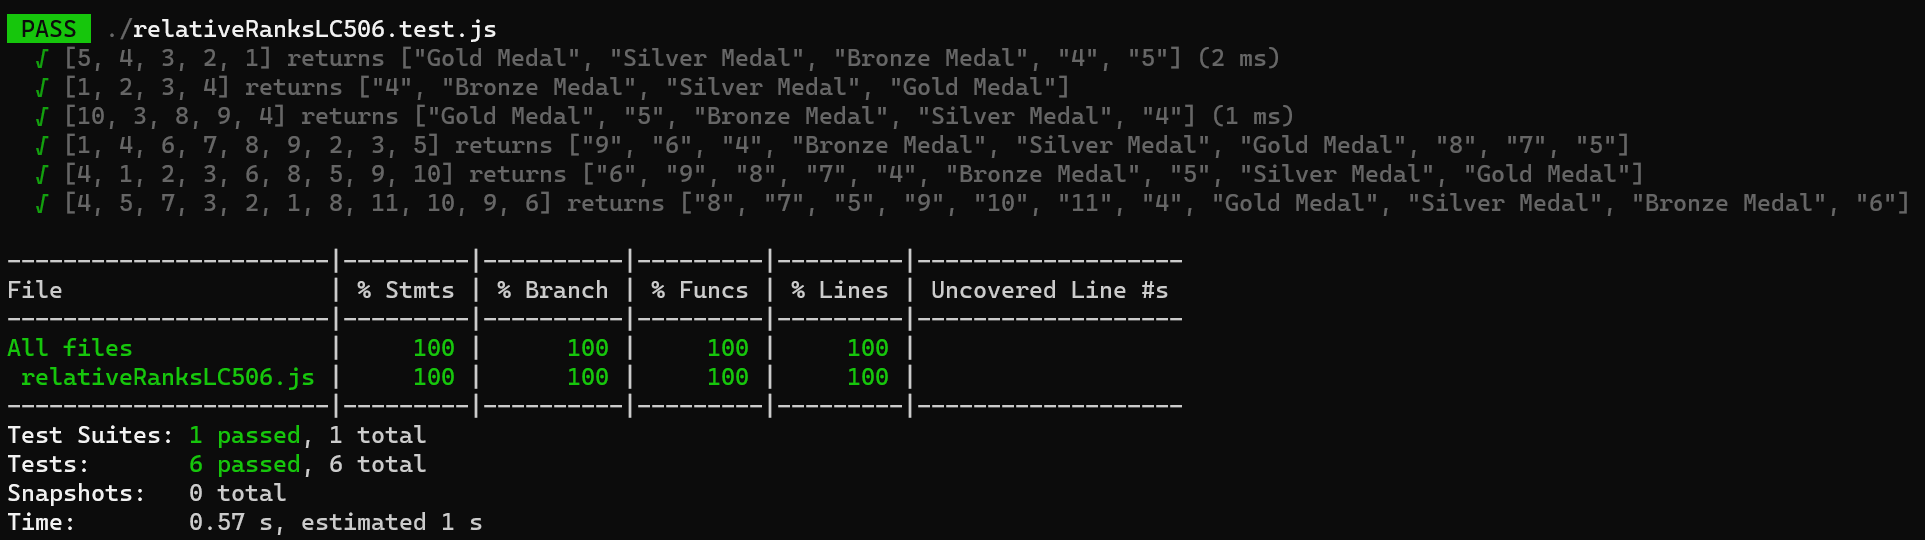 PASS ./relativeRanksLC506.test.js
√ [5, 4, 3, 2, 1] returns ["Gold Medal", "Silver Medal", "Bronze Medal", "4", "5"] (2 ms)
√ [1, 2, 3, 4] returns ["4", "Bronze Medal", "Silver Medal", "Gold Medal"]
√ [10, 3, 8, 9, 4] returns ["Gold Medal", "5", "Bronze Medal", "Silver Medal", "4"] (1 ms)
√ [1, 4, 6, 7, 8, 9, 2, 3, 5] returns ["9", "6", "4", "Bronze Medal", "Silver Medal", "Gold Medal", "8", "7", "5"]
√ [4, 1, 2, 3, 6, 8, 5, 9, 10] returns ["6", "9", "8", "7", "4", "Bronze Medal", "5", "Silver Medal", "Gold Medal"]
√ [4, 5, 7, 3, 2, 1, 8, 11, 10, 9, 6] returns ["8", "7", "5", "9", "10", "11", "4", "Gold Medal", "Silver Medal", "Bronze Medal", "6"]
-----------------------|---------|----------|---------|---------|-------------------
File                   | % Stmts | % Branch | % Funcs | % Lines | Uncovered Line #s
-----------------------|---------|----------|---------|---------|-------------------
All files              |     100 |      100 |     100 |     100 |
 relativeRanksLC506.js |     100 |      100 |     100 |     100 |
-----------------------|---------|----------|---------|---------|-------------------
Test Suites: 1 passed, 1 total
Tests:       6 passed, 6 total
Snapshots:   0 total
Time:        0.57 s, estimated 1 s